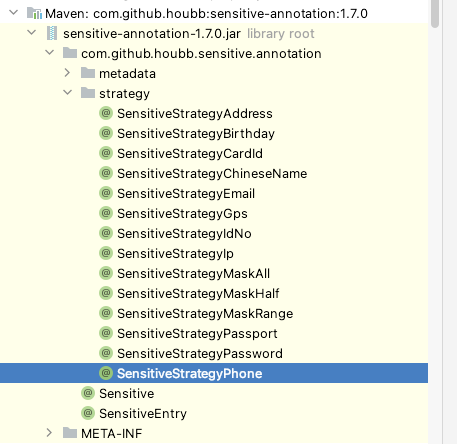 Maven: com.github.houbb:sensitive-annotation:1.7.0
sensitive-annotation-1.7.0.jar library root
com.github.houbb.sensitive.annotation
metadata
strategy
@ SensitiveStrategyAddress
@ SensitiveStrategyBirthday
@ SensitiveStrategyCardId
@ SensitiveStrategyChineseName
@ SensitiveStrategyEmail
@ SensitiveStrategyGps
@ SensitiveStrategyIdNo
@ SensitiveStrategyIp
@ SensitiveStrategyMaskAll
@ SensitiveStrategyMaskHalf
@ SensitiveStrategyMaskRange
@ SensitiveStrategyPassport
@ SensitiveStrategyPassword
@ SensitiveStrategyPhone
@ Sensitive
@ SensitiveEntry
META-INF